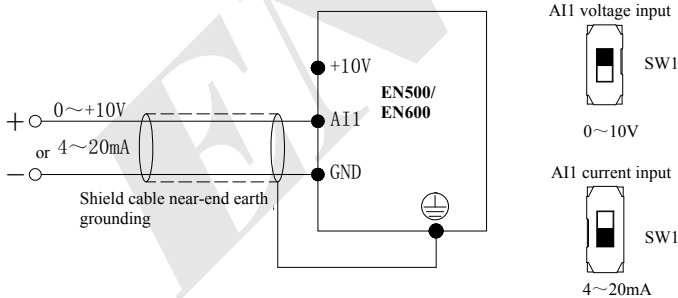 +10V
EN500/
EN600
0～+10V
+
AI1
or 4～20mA
−
GND
Shield cable near-end earth
grounding
AI1 voltage input
SW1
0～10V
AI1 current input
SW1
4～20mA